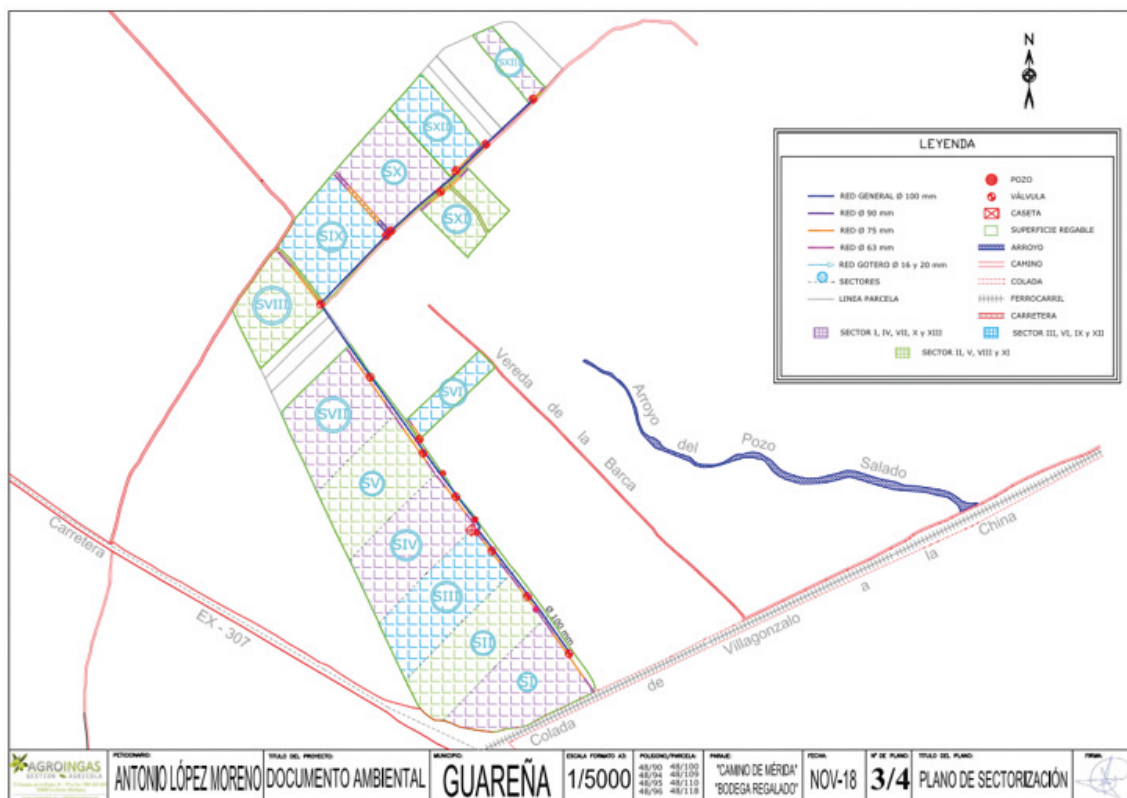 N
LEYENDA
RED GENERAL Ø 100 mm
RED Ø 90 mm
RED Ø 75 mm
RED Ø 63 mm
RED GOTERO Ø 16 y 20 mm
SECTORES
LINEA PARCELA
POZO
VÁLVULA
CASETA
SUPERFICIE REGABLE
ARROYO
CAMINO
COLADA
FERROCARRIL
CARRETERA
SECTOR I, IV, VII, X y XIII
SECTOR III, VI, IX y XII
SECTOR II, V, VIII y XI
SXIII
SXII
SX
SXI
SIX
SVIII
SVI
SVII
SV
SIV
SIII
SII
SI
Ø 100 mm
Vereda de la Barca
Arroyo del Pozo Salado
Carretera EX - 307
Colada de Villagonzalo a la China
AGROINGAS
GESTIÓN AGRÍCOLA
PETICIONARIO:
ANTONIO LÓPEZ MORENO
TITULO DEL PROYECTO:
DOCUMENTO AMBIENTAL
MUNICIPIO:
GUAREÑA
ESCALA FORMATO A3:
1/5000
POLIGONO/PARCELA:
48/90 48/100
48/94 48/109
48/95 48/110
48/96 48/118
PARAJE:
"CAMINO DE MÉRIDA"
"BODEGA REGALADO"
FECHA:
NOV-18
Nº DE PLANO:
3/4
TITULO DEL PLANO:
PLANO DE SECTORIZACIÓN
FIRMA: